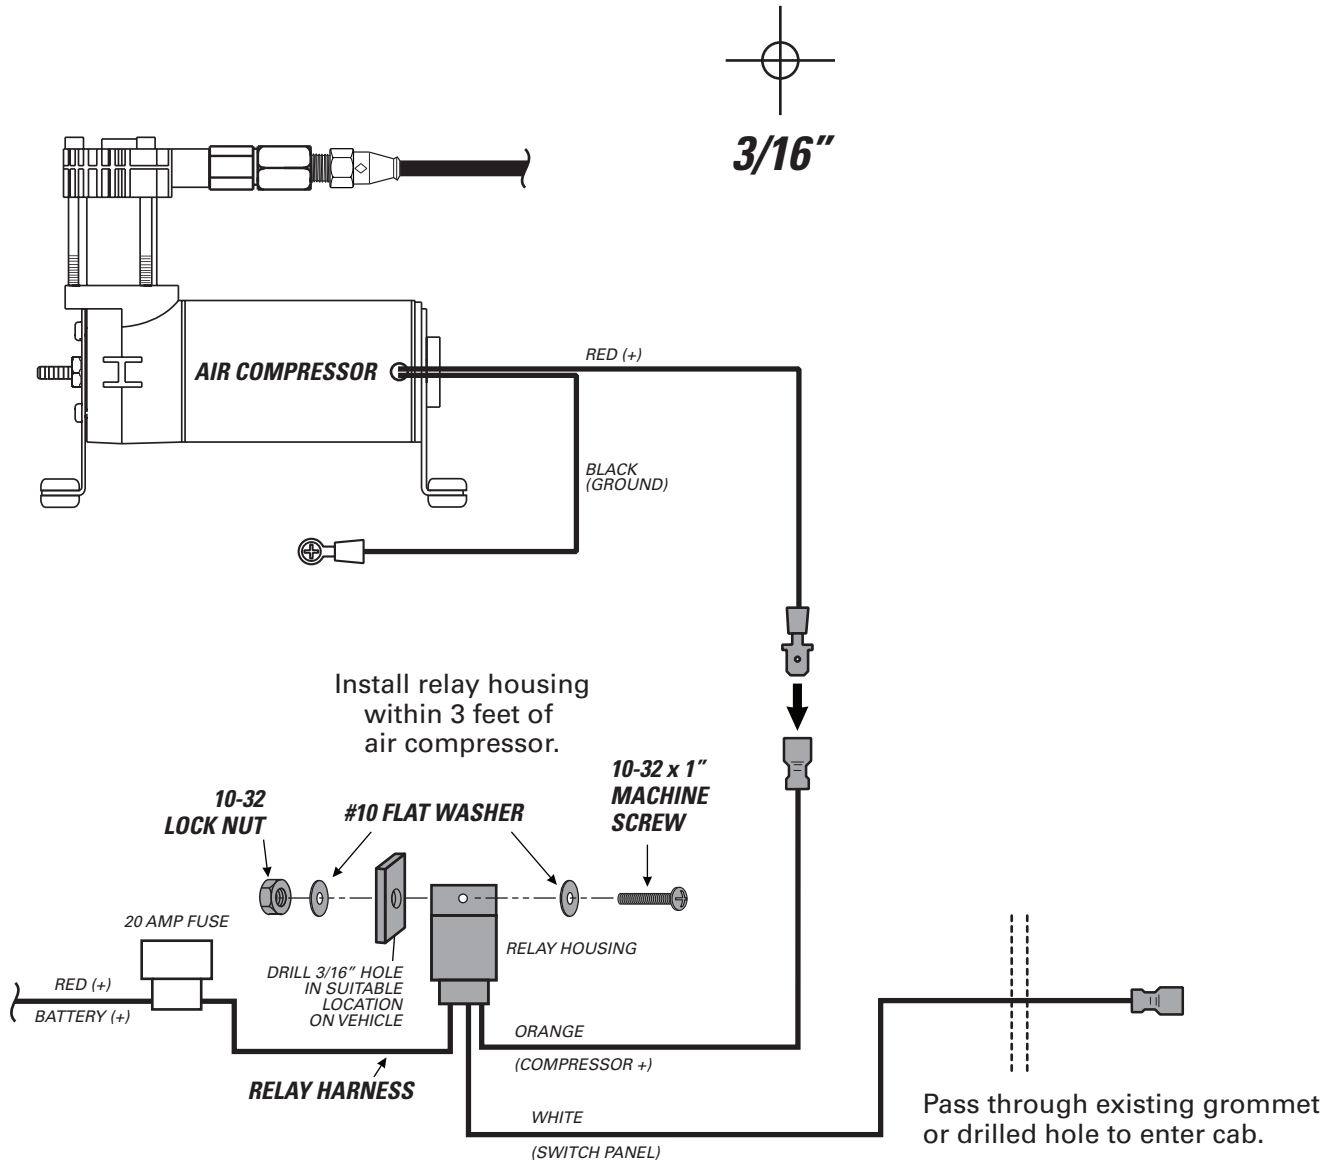 3/16”
RED (+)
AIR COMPRESSOR
BLACK
(GROUND)
Install relay housing
within 3 feet of
air compressor.
10-32 x 1”
MACHINE
SCREW
10-32
LOCK NUT
#10 FLAT WASHER
20 AMP FUSE
RELAY HOUSING
DRILL 3/16” HOLE
IN SUITABLE
LOCATION
ON VEHICLE
RED (+)
BATTERY (+)
ORANGE
(COMPRESSOR +)
RELAY HARNESS
WHITE
(SWITCH PANEL)
Pass through existing grommet
or drilled hole to enter cab.